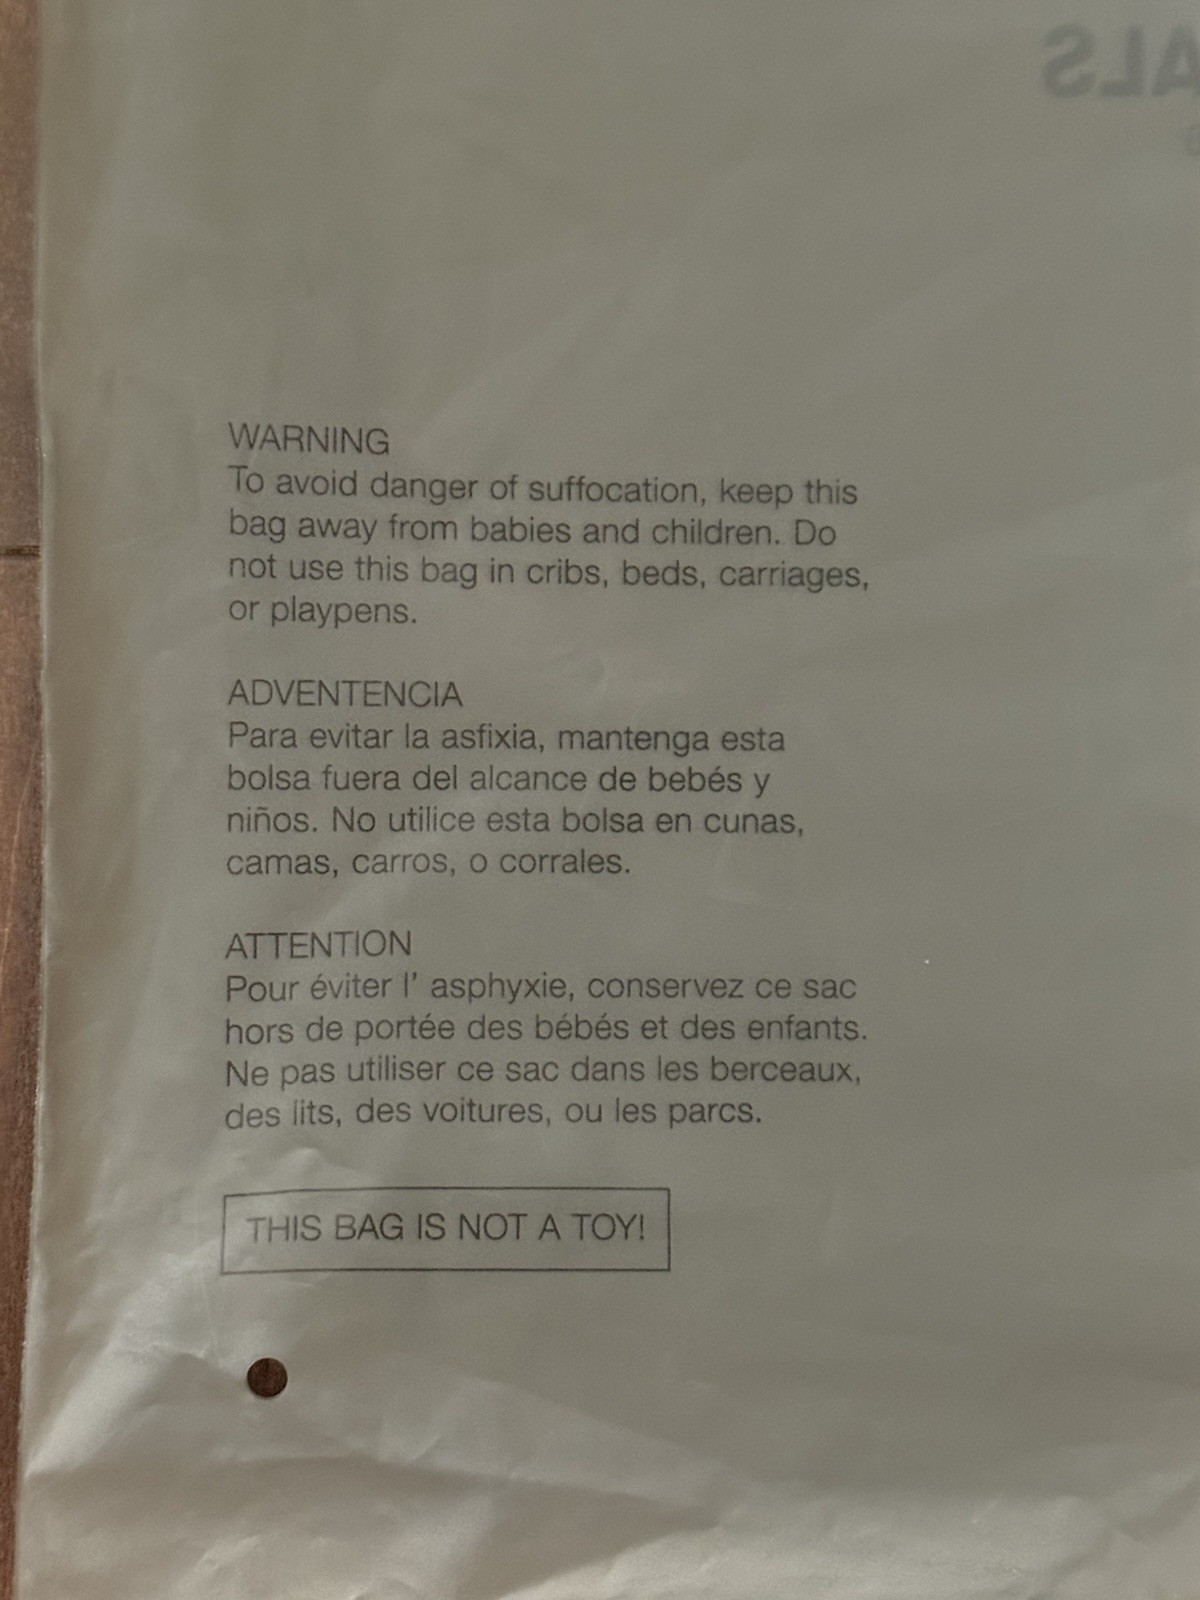 ALS
WARNING
To avoid danger of suffocation, keep this
bag away from babies and children. Do
not use this bag in cribs, beds, carriages,
or playpens.
ADVENTENCIA
Para evitar la asfixia, mantenga esta
bolsa fuera del alcance de bebés y
niños. No utilice esta bolsa en cunas,
camas, carros, o corrales.
ATTENTION
Pour éviter l' asphyxie, conservez ce sac
hors de portée des bébés et des enfants.
Ne pas utiliser ce sac dans les berceaux,
des lits, des voitures, ou les parcs.
THIS BAG IS NOT A TOY!